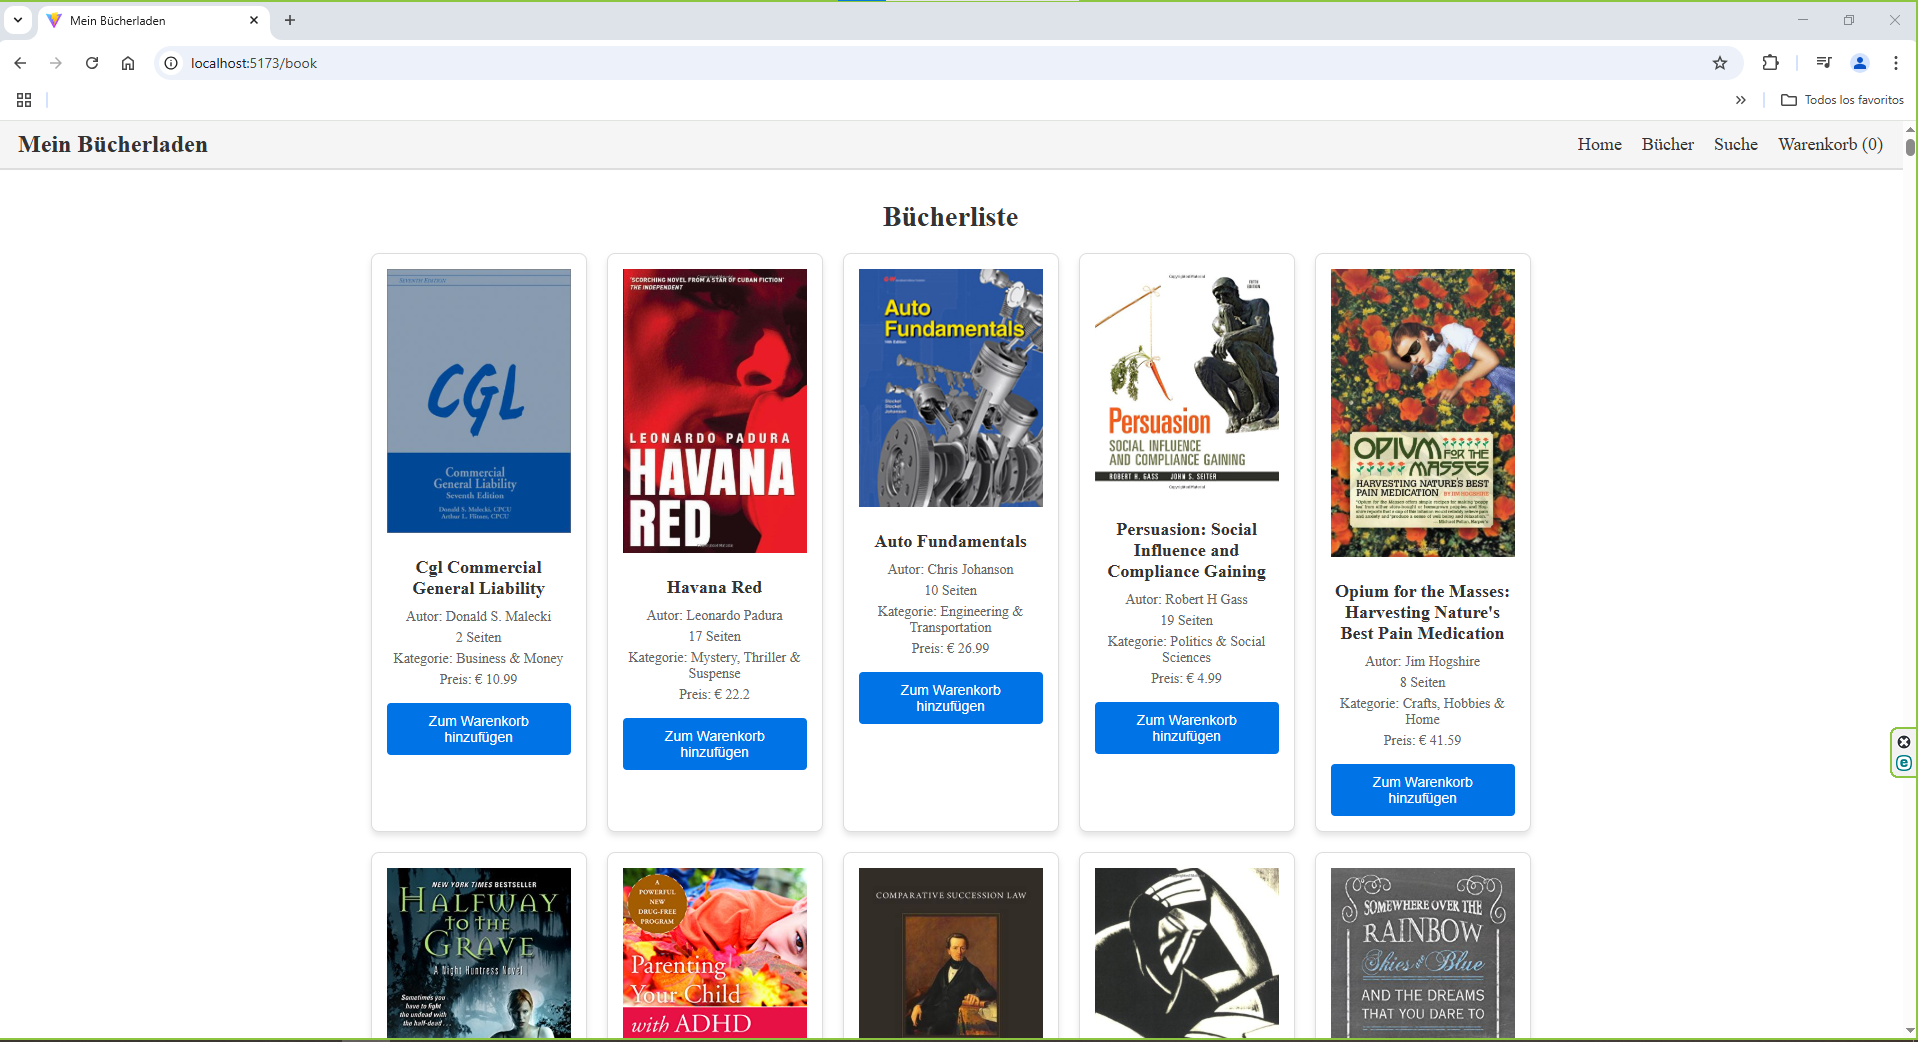 Mein Bücherladen
localhost:5173/book
Todos los favoritos
Mein Bücherladen
Home Bücher Suche Warenkorb (0)
Bücherliste
SEVENTH EDITION
CGL
Commercial
General Liability
Seventh Edition
Donald S. Malecki, CPCU
Arthur L. Flitner, CPCU
Cgl Commercial
General Liability
Autor: Donald S. Malecki
2 Seiten
Kategorie: Business & Money
Preis: € 10.99
Zum Warenkorb
hinzufügen
'SCORCHING NOVEL FROM A STAR OF CUBAN FICTION'
THE INDEPENDENT
LEONARDO PADURA
HAVANA
RED
Havana Red
Autor: Leonardo Padura
17 Seiten
Kategorie: Mystery, Thriller &
Suspense
Preis: € 22.2
Zum Warenkorb
hinzufügen
Auto
Fundamentals
Stockel
Stockel
Johanson
Auto Fundamentals
Autor: Chris Johanson
10 Seiten
Kategorie: Engineering &
Transportation
Preis: € 26.99
Zum Warenkorb
hinzufügen
Copyrighted Material
FIFTH
EDITION
Persuasion
SOCIAL INFLUENCE
AND COMPLIANCE GAINING
ROBERT H. GASS JOHN S. SEITER
Copyrighted Material
Persuasion: Social
Influence and
Compliance Gaining
Autor: Robert H Gass
19 Seiten
Kategorie: Politics & Social
Sciences
Preis: € 4.99
Zum Warenkorb
hinzufügen
OPIUM FOR THE
MASSES
HARVESTING NATURE'S BEST
PAIN MEDICATION BY JIM HOGSHIRE
Opium for the Masses:
Harvesting Nature's
Best Pain Medication
Autor: Jim Hogshire
8 Seiten
Kategorie: Crafts, Hobbies &
Home
Preis: € 41.59
Zum Warenkorb
hinzufügen
NEW YORK TIMES BESTSELLER
HALFWAY
TO THE
GRAVE
A Night Huntress Novel
Sometimes you
have to fight
the undead with
the half-dead...
A
POWERFUL
NEW
DRUG-FREE
PROGRAM
Parenting
Your Child
with ADHD
COMPARATIVE SUCCESSION LAW
SOMEWHERE OVER THE
RAINBOW
Skies are Blue
AND THE DREAMS
THAT YOU DARE TO